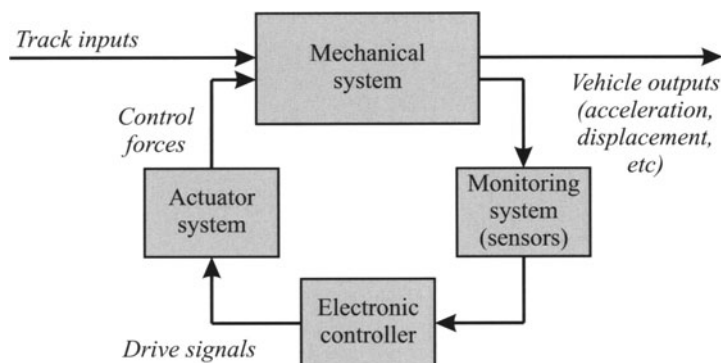 Track inputs
Mechanical
system
Vehicle outputs
(acceleration,
displacement,
etc)
Control
forces
Actuator
system
Monitoring
system
(sensors)
Electronic
controller
Drive signals